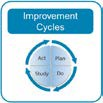 Improvement
Cycles
Act Plan
Study Do